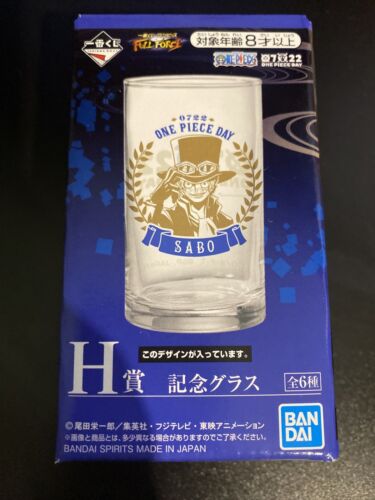 一番くじ
FULL FORCE
対象年齢8才以上
ONE PIECE
7 22
ONE PIECE DAY
0722
ONE PIECE DAY
SABO
このデザインが入っています。
H賞 記念グラス
全6種
©尾田栄一郎／集英社・フジテレビ・東映アニメーション
※画像と商品とは、多少異なる場合がありますのでご了承ください。
BANDAI SPIRITS MADE IN JAPAN
BAN
DAI